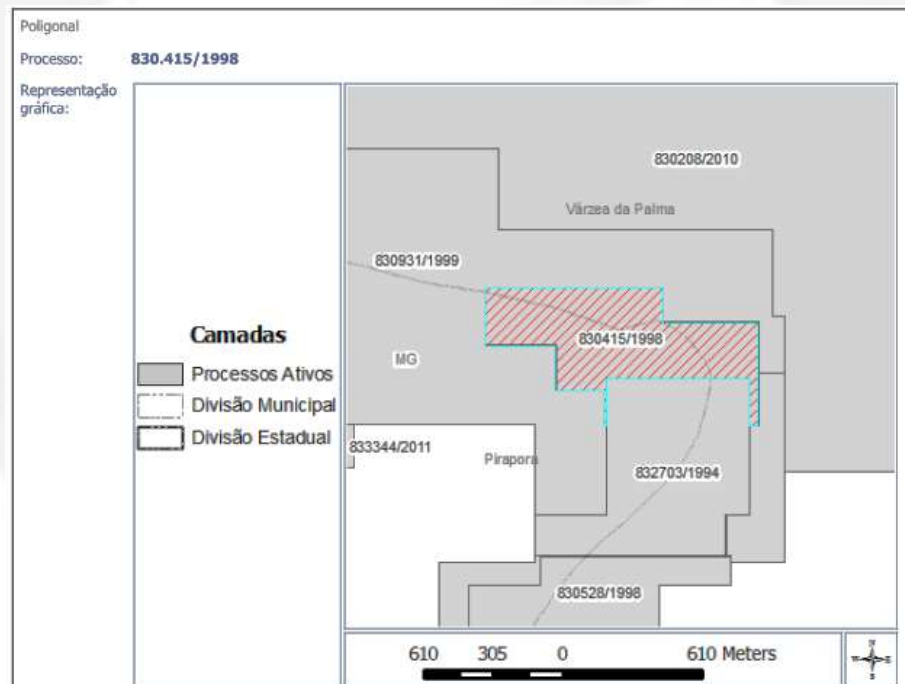 Poligonal
Processo: 830.415/1998
Representação
gráfica:
Camadas
Processos Ativos
Divisão Municipal
Divisão Estadual
830208/2010
Várzea da Palma
830931/1999
830415/1998
MG
833344/2011
Pirapora
832703/1994
830528/1998
610 305 0 610 Meters